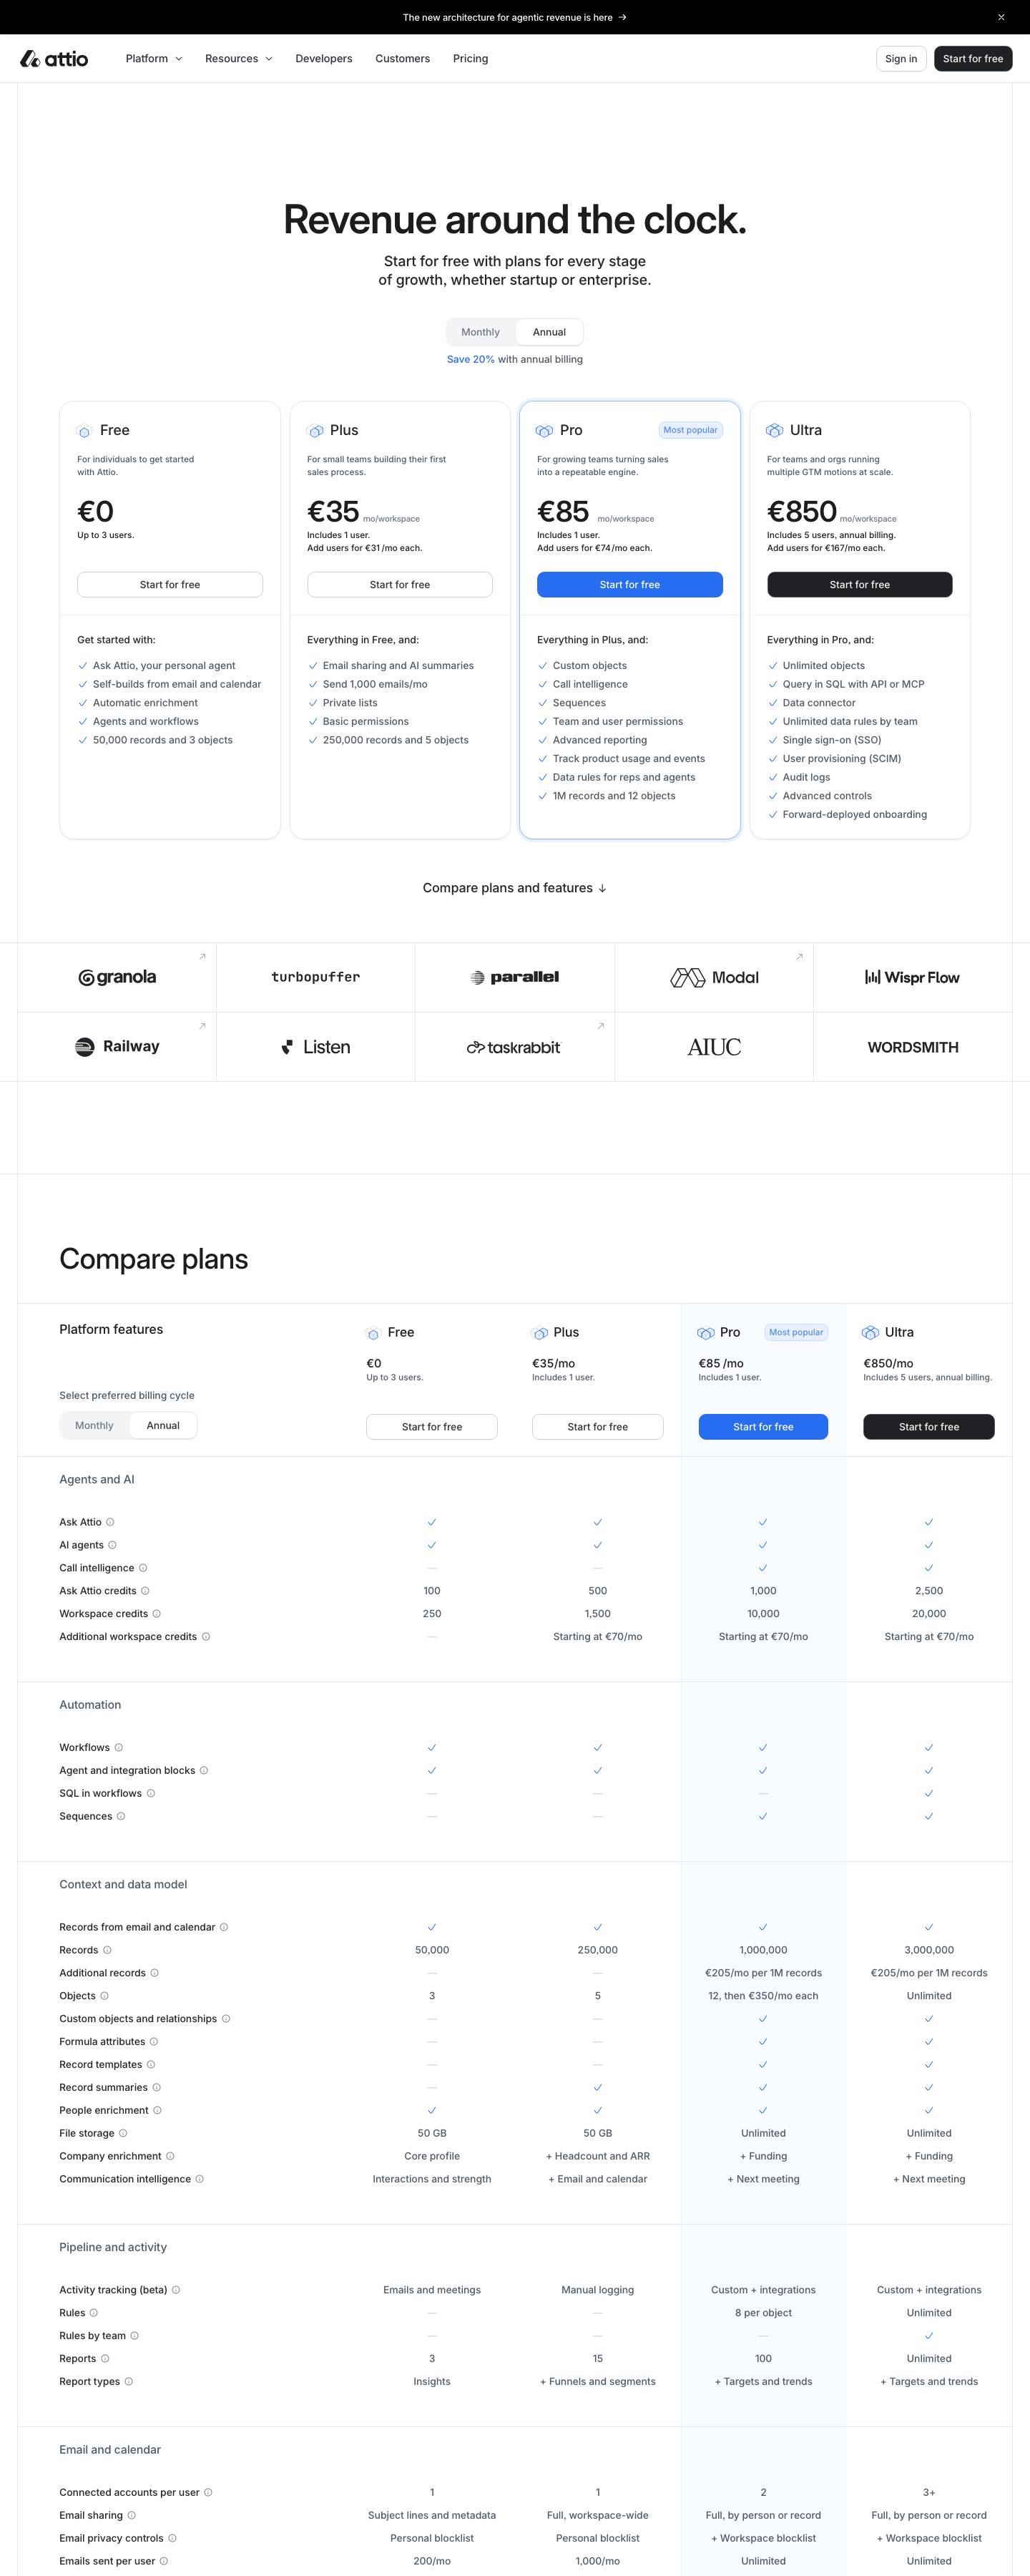 The new architecture for agentic revenue is here →
attio
Platform
Resources
Developers
Customers
Pricing
Sign in
Start for free
Revenue around the clock.
Start for free with plans for every stage
of growth, whether startup or enterprise.
Monthly
Annual
Save 20% with annual billing
Free
For individuals to get started
with Attio.
€0
Up to 3 users.
Start for free
Get started with:
Ask Attio, your personal agent
Self-builds from email and calendar
Automatic enrichment
Agents and workflows
50,000 records and 3 objects
Plus
For small teams building their first
sales process.
€35 mo/workspace
Includes 1 user.
Add users for €31/mo each.
Start for free
Everything in Free, and:
Email sharing and AI summaries
Send 1,000 emails/mo
Private lists
Basic permissions
250,000 records and 5 objects
Pro
Most popular
For growing teams turning sales
into a repeatable engine.
€85 mo/workspace
Includes 1 user.
Add users for €74/mo each.
Start for free
Everything in Plus, and:
Custom objects
Call intelligence
Sequences
Team and user permissions
Advanced reporting
Track product usage and events
Data rules for reps and agents
1M records and 12 objects
Ultra
For teams and orgs running
multiple GTM motions at scale.
€850 mo/workspace
Includes 5 users, annual billing.
Add users for €167/mo each.
Start for free
Everything in Pro, and:
Unlimited objects
Query in SQL with API or MCP
Data connector
Unlimited data rules by team
Single sign-on (SSO)
User provisioning (SCIM)
Audit logs
Advanced controls
Forward-deployed onboarding
Compare plans and features ↓
granola
turbopuffer
parallel
Modal
Wispr Flow
Railway
Listen
taskrabbit
AIUC
WORDSMITH
Compare plans
Platform features
Select preferred billing cycle
Monthly
Annual
Free
€0
Up to 3 users.
Start for free
Plus
€35/mo
Includes 1 user.
Start for free
Pro
Most popular
€85 /mo
Includes 1 user.
Start for free
Ultra
€850/mo
Includes 5 users, annual billing.
Start for free
Agents and AI
Ask Attio
AI agents
Call intelligence —  —
Ask Attio credits 100 500 1,000 2,500
Workspace credits 250 1,500 10,000 20,000
Additional workspace credits — Starting at €70/mo Starting at €70/mo Starting at €70/mo
Automation
Workflows
Agent and integration blocks
SQL in workflows — — —
Sequences — —
Context and data model
Records from email and calendar
Records 50,000 250,000 1,000,000 3,000,000
Additional records — — €205/mo per 1M records €205/mo per 1M records
Objects 3 5 12, then €350/mo each Unlimited
Custom objects and relationships — —
Formula attributes — —
Record templates — —
Record summaries —
People enrichment
File storage 50 GB 50 GB Unlimited Unlimited
Company enrichment Core profile + Headcount and ARR + Funding + Funding
Communication intelligence Interactions and strength + Email and calendar + Next meeting + Next meeting
Pipeline and activity
Activity tracking (beta) Emails and meetings Manual logging Custom + integrations Custom + integrations
Rules — — 8 per object Unlimited
Rules by team — — —
Reports 3 15 100 Unlimited
Report types Insights + Funnels and segments + Targets and trends + Targets and trends
Email and calendar
Connected accounts per user 1 1 2 3+
Email sharing Subject lines and metadata Full, workspace-wide Full, by person or record Full, by person or record
Email privacy controls Personal blocklist Personal blocklist + Workspace blocklist + Workspace blocklist
Emails sent per user 200/mo 1,000/mo Unlimited Unlimited